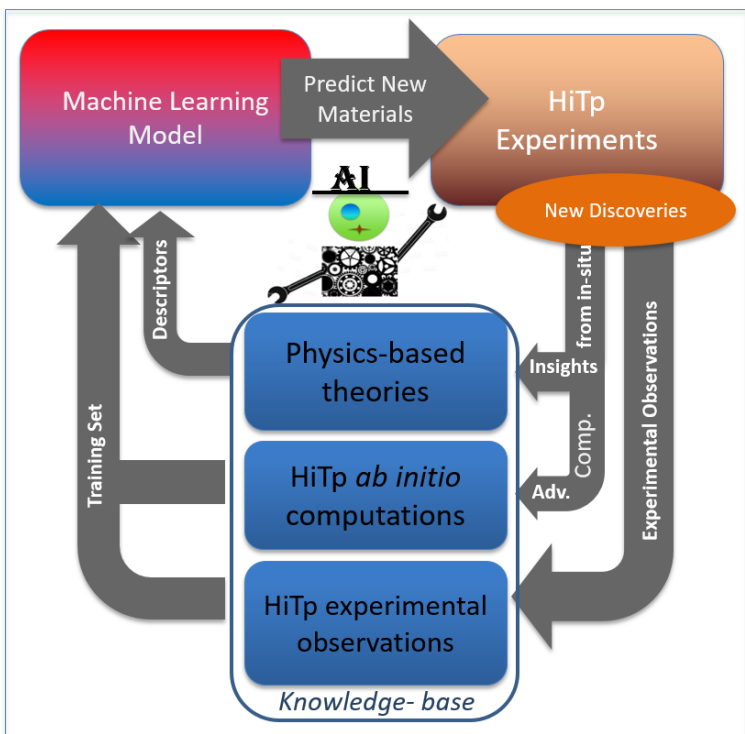 Machine Learning
Model
Predict New
Materials
HiTp
Experiments
New Discoveries
AI
Descriptors
Training Set
Physics-based
theories
HiTp ab initio
computations
HiTp experimental
observations
Knowledge- base
Insights
from in-situ
Adv.
Comp.
Experimental Observations